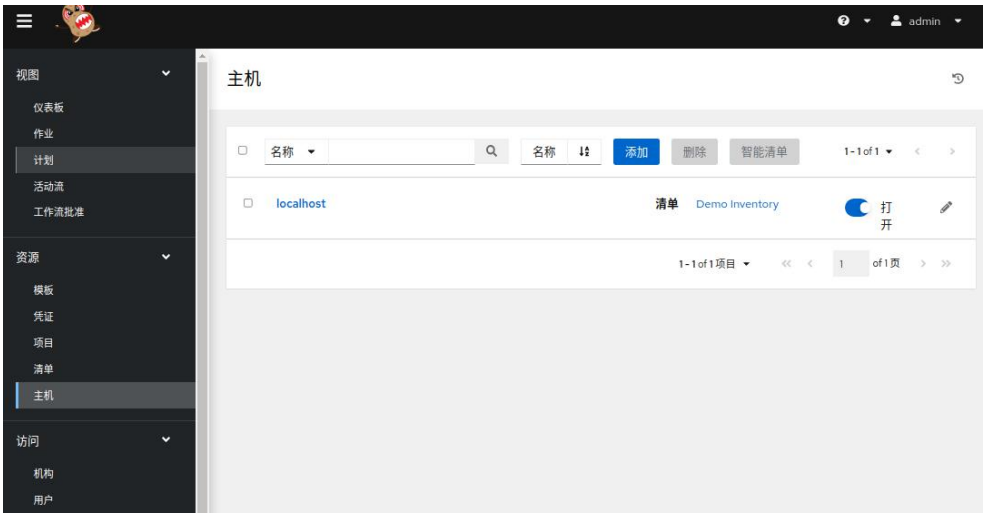 admin
视图
仪表板
作业
计划
活动流
工作流批准
资源
模板
凭证
项目
清单
主机
访问
机构
用户
主机
名称 名称 添加 删除 智能清单 1-1 of 1
localhost 清单 Demo Inventory 打
开
1-1 of 1项目 1 of 1页